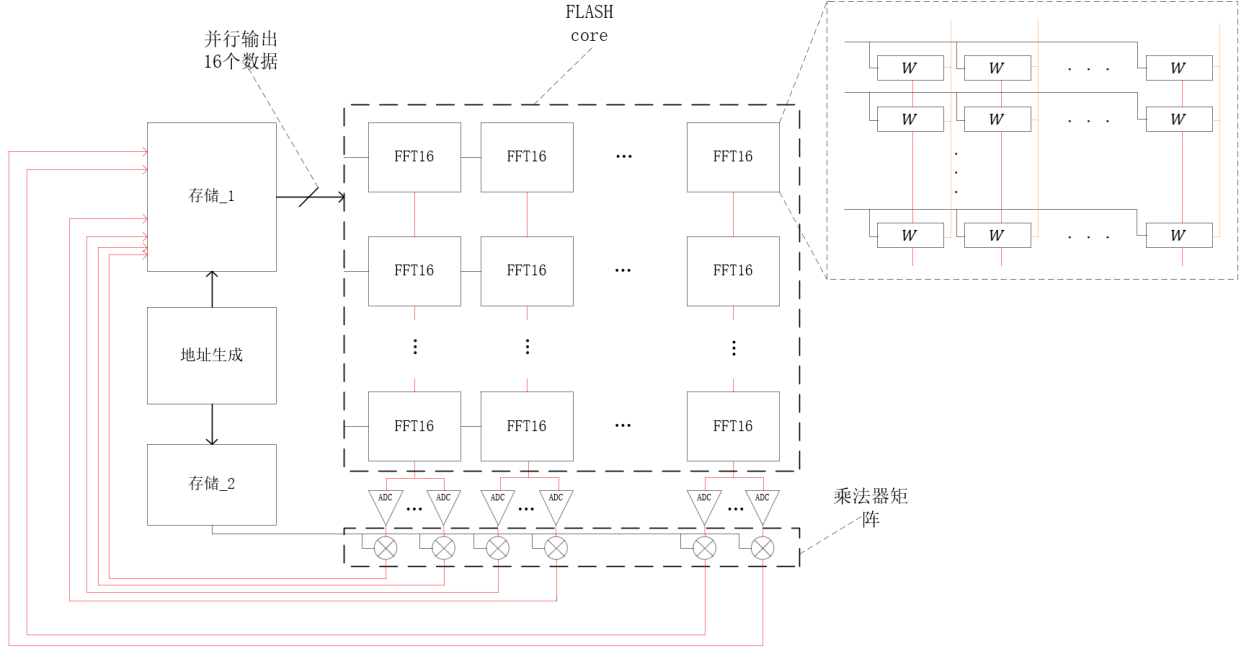 FLASH
core
并行输出
16个数据
W W . . . W
W W . . . W
W W . . . W
存储_1
FFT16 FFT16 ... FFT16
FFT16 FFT16 ... FFT16
地址生成
FFT16 FFT16 ... FFT16
存储_2
ADC ... ADC ADC ... ADC ADC ... ADC
乘法器矩
阵